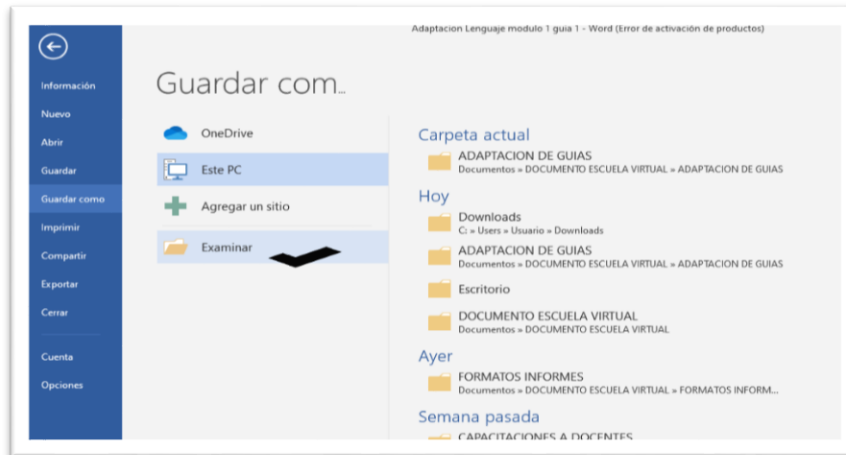 Adaptacion Lenguaje modulo 1 guia 1 - Word (Error de activación de productos)
Información
Nuevo
Abrir
Guardar
Guardar como
Imprimir
Compartir
Exportar
Cerrar
Cuenta
Opciones
Guardar com...
OneDrive
Este PC
Agregar un sitio
Examinar
Carpeta actual
ADAPTACION DE GUIAS
Documentos » DOCUMENTO ESCUELA VIRTUAL » ADAPTACION DE GUIAS
Hoy
Downloads
C: » Users » Usuario » Downloads
ADAPTACION DE GUIAS
Documentos » DOCUMENTO ESCUELA VIRTUAL » ADAPTACION DE GUIAS
Escritorio
DOCUMENTO ESCUELA VIRTUAL
Documentos » DOCUMENTO ESCUELA VIRTUAL
Ayer
FORMATOS INFORMES
Documentos » DOCUMENTO ESCUELA VIRTUAL » FORMATOS INFORM...
Semana pasada
CAPACITACIONES A DOCENTES